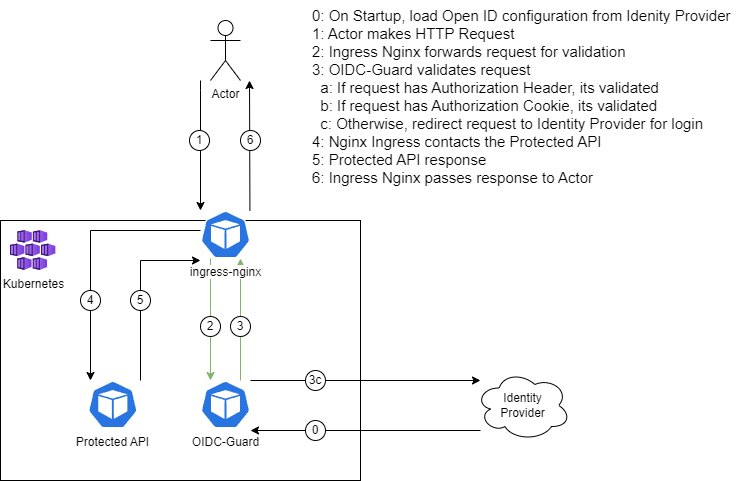 0: On Startup, load Open ID configuration from Idenity Provider
1: Actor makes HTTP Request
2: Ingress Nginx forwards request for validation
3: OIDC-Guard validates request
a: If request has Authorization Header, its validated
b: If request has Authorization Cookie, its validated
c: Otherwise, redirect request to Identity Provider for login
4: Nginx Ingress contacts the Protected API
5: Protected API response
6: Ingress Nginx passes response to Actor
Actor
1
6
Kubernetes
ingress-nginx
4
5
2
3
3c
0
Protected API
OIDC-Guard
Identity
Provider